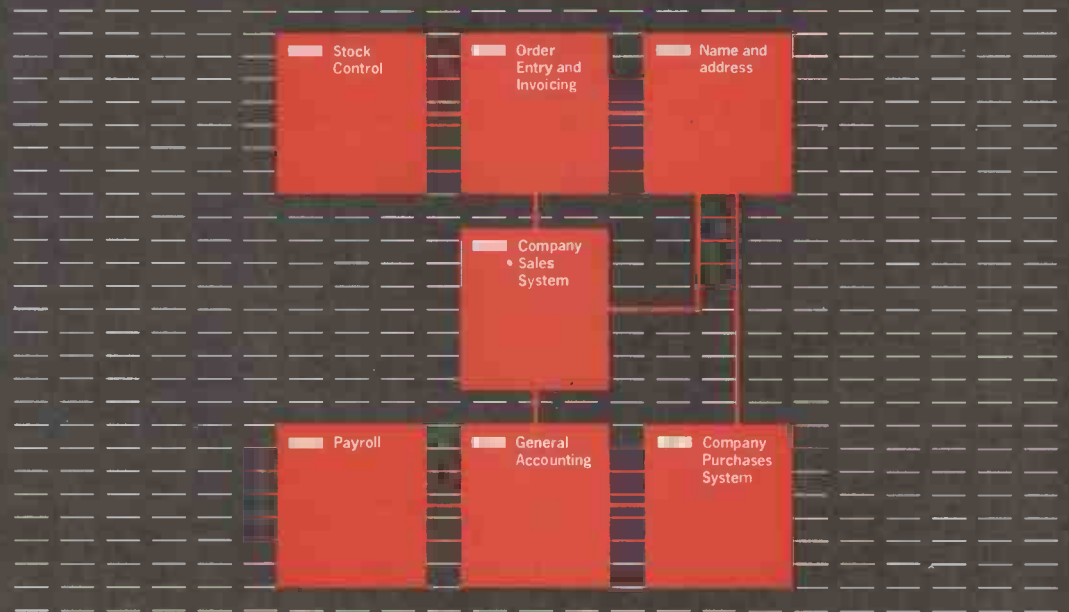 Stock
Control
Order
Entry and
Invoicing
Name and
address
Company
Sales
System
Payroll
General
Accounting
Company
Purchases
System